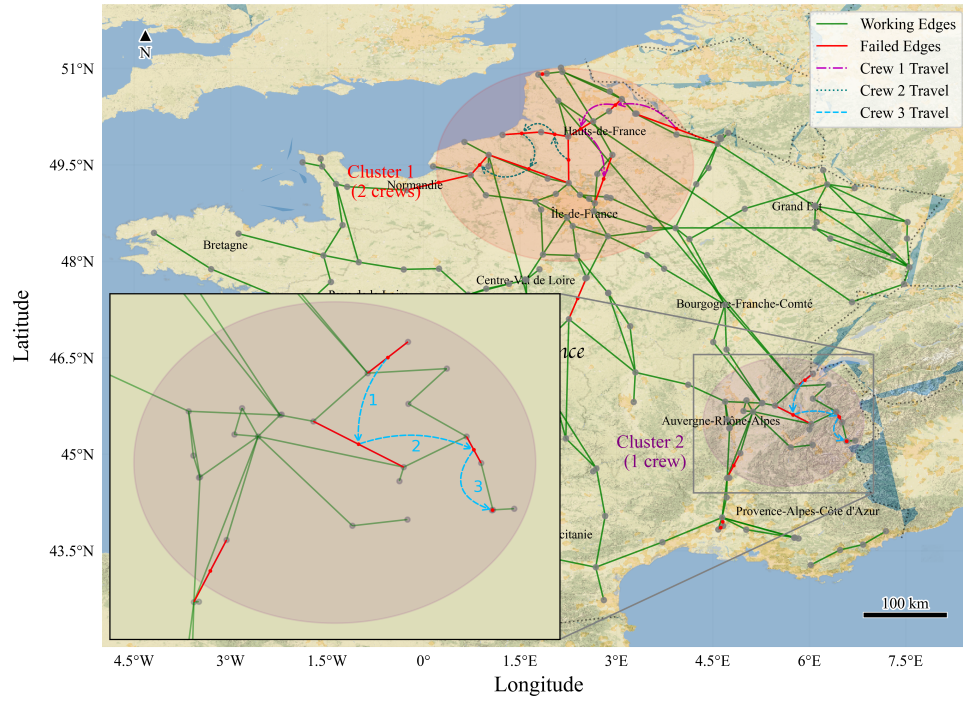 51°N
49.5°N
48°N
46.5°N
45°N
43.5°N
Latitude
4.5°W
3°W
1.5°W
0°
1.5°E
3°E
4.5°E
6°E
7.5°E
Longitude
N
Working Edges
Failed Edges
Crew 1 Travel
Crew 2 Travel
Crew 3 Travel
Hauts-de-France
Cluster 1
(2 crews)
Normandie
Île-de-France
Grand Est
Bretagne
Centre-Val de Loire
Bourgogne-Franche-Comté
Auvergne-Rhône-Alpes
Cluster 2
(1 crew)
Provence-Alpes-Côte d'Azur
100 km
1
2
3